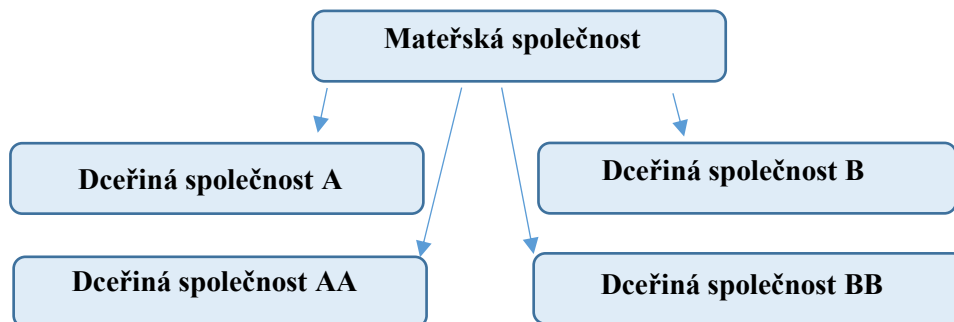 Mateřská společnost
Dceřiná společnost A
Dceřiná společnost B
Dceřiná společnost AA
Dceřiná společnost BB